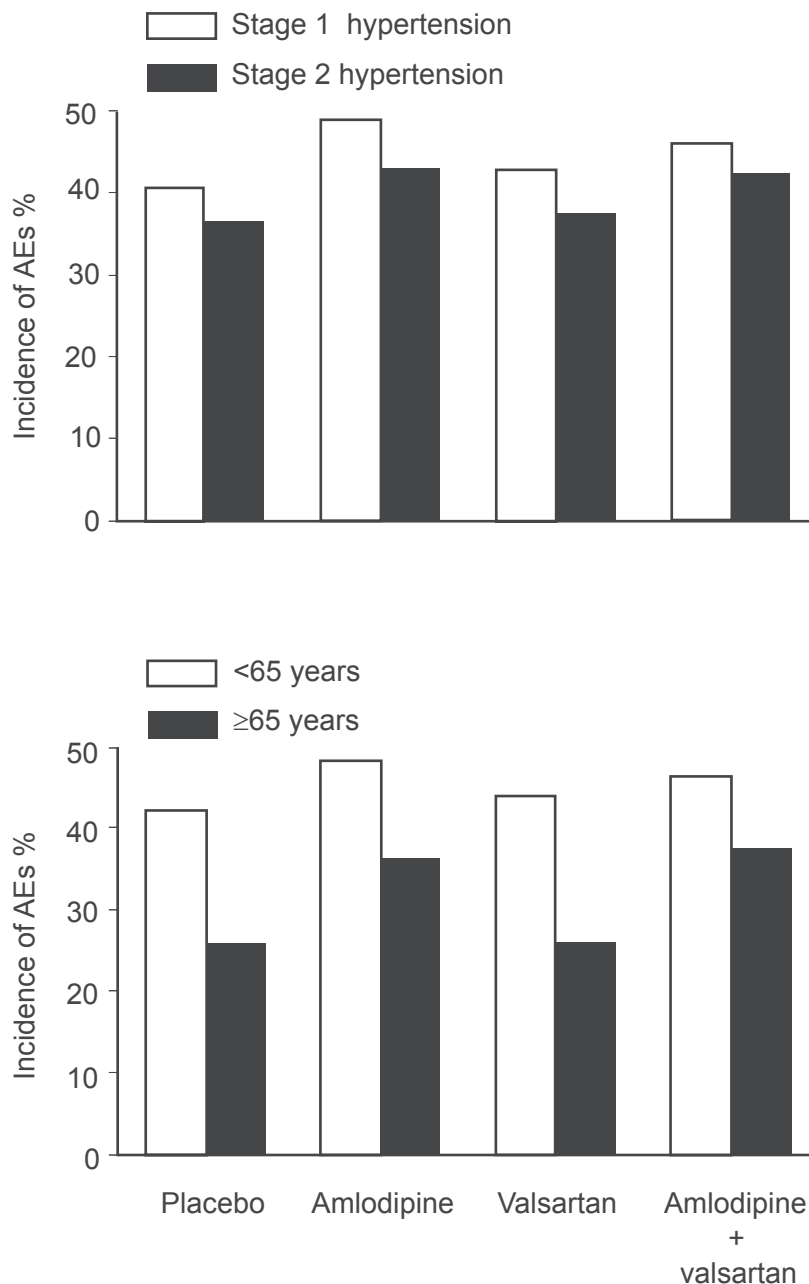 Stage 1 hypertension
Stage 2 hypertension
50
40
30
20
10
0
Incidence of AEs %
<65 years
≥65 years
50
40
30
20
10
0
Incidence of AEs %
Placebo
Amlodipine
Valsartan
Amlodipine
+
valsartan